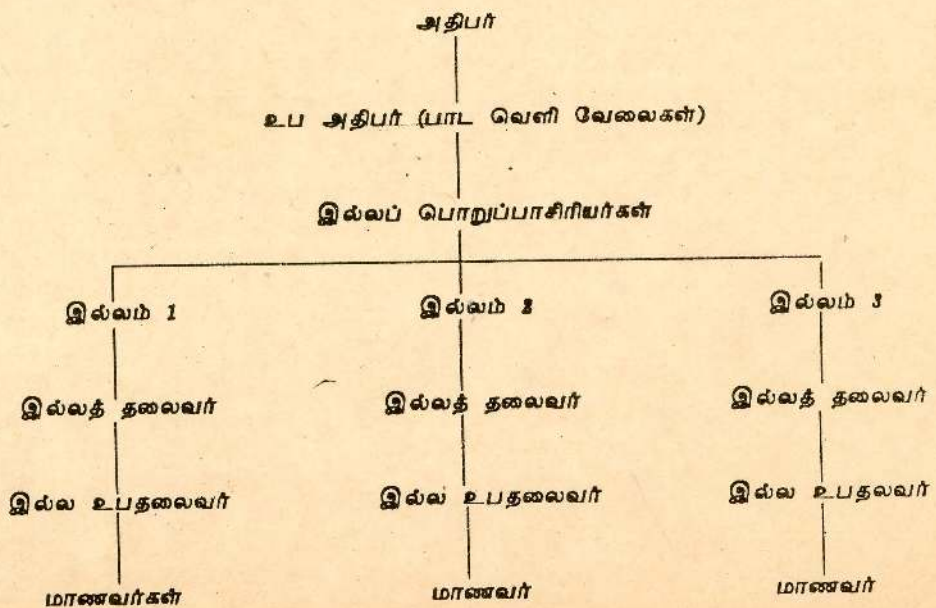 அதிபர்
உப அதிபர் (பாட வெளி வேலைகள்)
இல்லப் பொறுப்பாசிரியர்கள்
இல்லம் 1 இல்லம் 2 இல்லம் 3
இல்லத் தலைவர் இல்லத் தலைவர் இல்லத் தலைவர்
இல்ல உபதலைவர் இல்ல உபதலைவர் இல்ல உபதலவர்
மாணவர்கள் மாணவர் மாணவர்